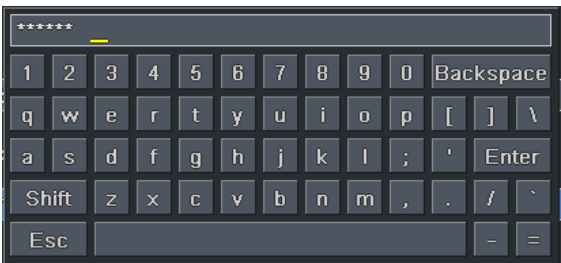 ******
1 2 3 4 5 6 7 8 9 0 Backspace
q w e r t y u i o p [ ] \
a s d f g h j k l ; ' Enter
Shift z x c v b n m , . / `
Esc - =